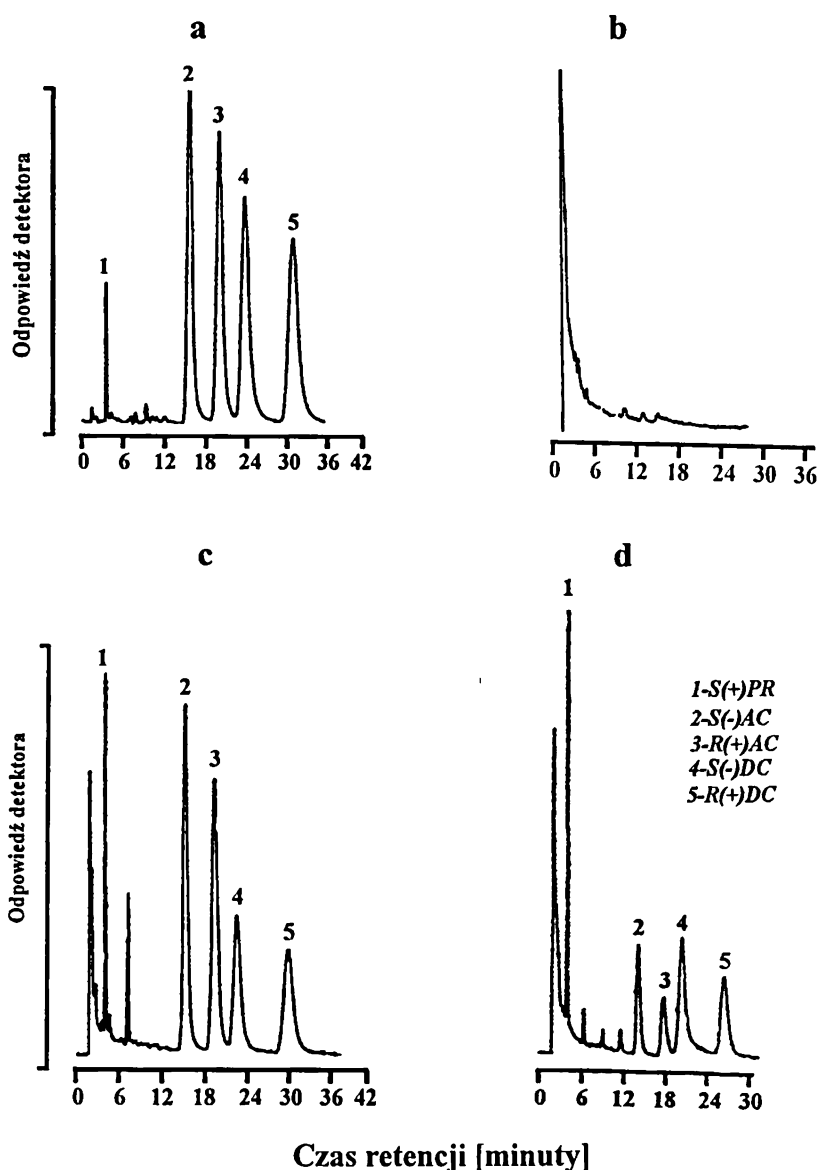 a
b
2
3
4
5
1
Odpowiedź detektora
0 6 12 18 24 30 36 42
0 6 12 18 24 30 36
c
d
1
2
3
4
5
Odpowiedź detektora
0 6 12 18 24 30 36 42
1
2
3
4
5
1-S(+)PR
2-S(-)AC
3-R(+)AC
4-S(-)DC
5-R(+)DC
0 6 12 18 24 30
Czas retencji [minuty]